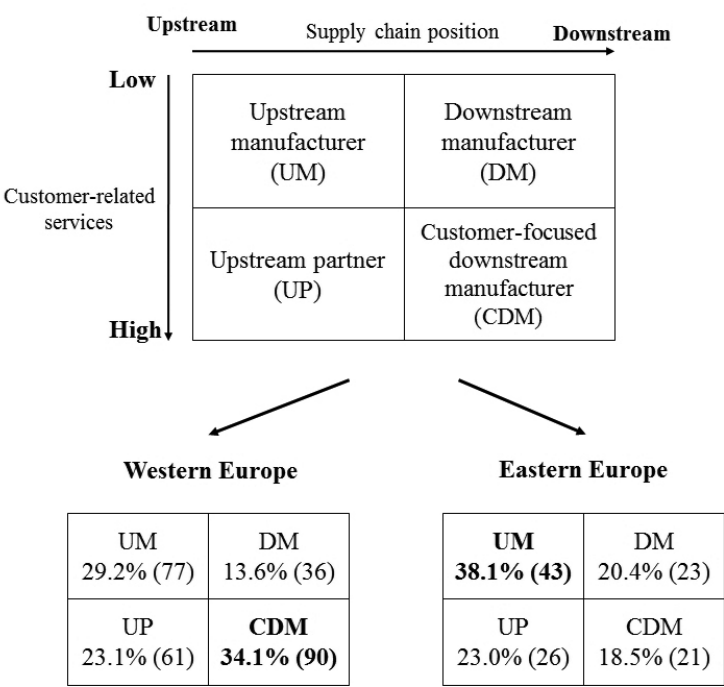 Upstream
Supply chain position
Downstream
Low
Upstream
manufacturer
(UM)
Downstream
manufacturer
(DM)
Customer-related
services
Upstream partner
(UP)
Customer-focused
downstream
manufacturer
(CDM)
High
Western Europe
Eastern Europe
UM
29.2% (77)
DM
13.6% (36)
UP
23.1% (61)
CDM
34.1% (90)
UM
38.1% (43)
DM
20.4% (23)
UP
23.0% (26)
CDM
18.5% (21)